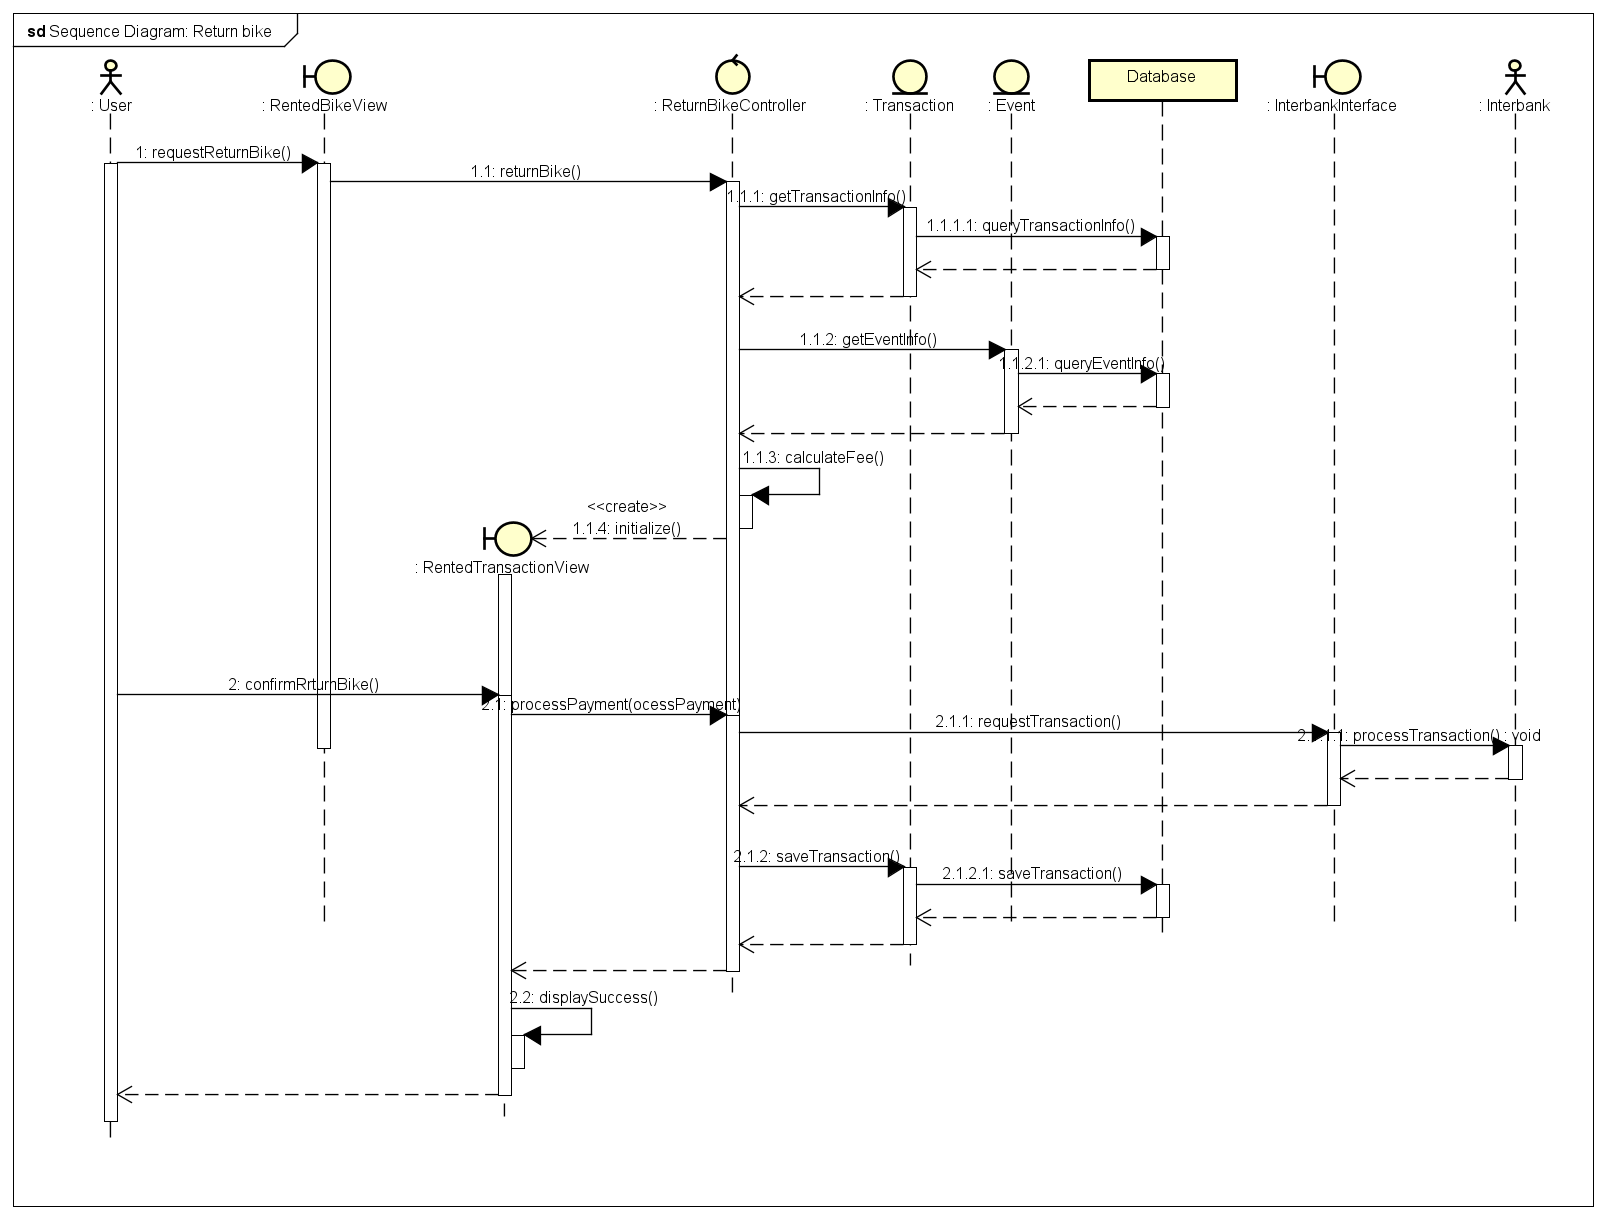 sd Sequence Diagram: Return bike
: User
: RentedBikeView
: ReturnBikeController
: Transaction
: Event
Database
: InterbankInterface
: Interbank
1: requestReturnBike()
1.1: returnBike()
1.1.1: getTransactionInfo()
1.1.1.1: queryTransactionInfo()
1.1.2: getEventInfo()
1.1.2.1: queryEventInfo()
1.1.3: calculateFee()
<<create>>
1.1.4: initialize()
: RentedTransactionView
2: confirmRrturnBike()
2.1: processPayment(ocessPayment)
2.1.1: requestTransaction()
2.1.1.1: processTransaction() : void
2.1.2: saveTransaction()
2.1.2.1: saveTransaction()
2.2: displaySuccess()